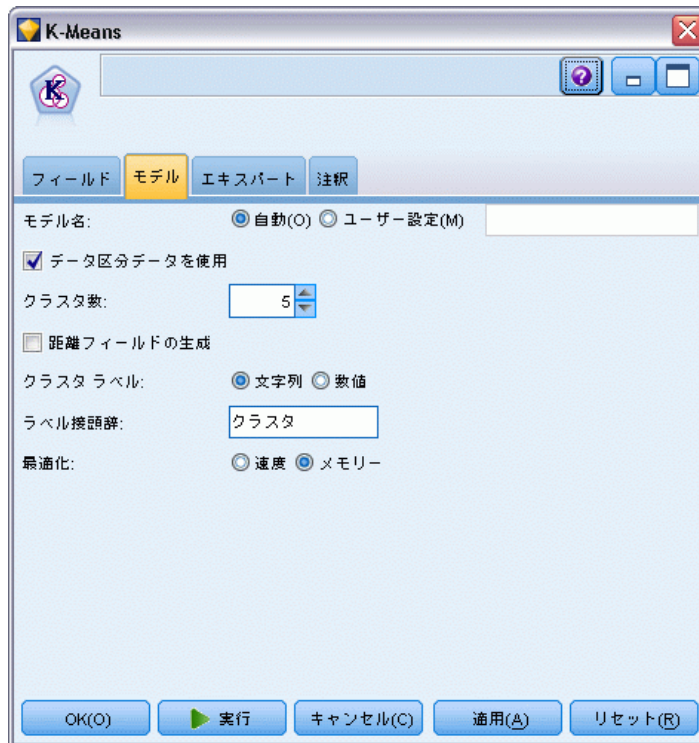 K-Means
K
フィールド モデル エキスパート 注釈
モデル名: 自動(O) ユーザー設定(M)
データ区分データを使用
クラスタ数: 5
距離フィールドの生成
クラスタ ラベル: 文字列 数値
ラベル接頭辞: クラスタ
最適化: 速度 メモリー
OK(O) 実行 キャンセル(C) 適用(A) リセット(R)